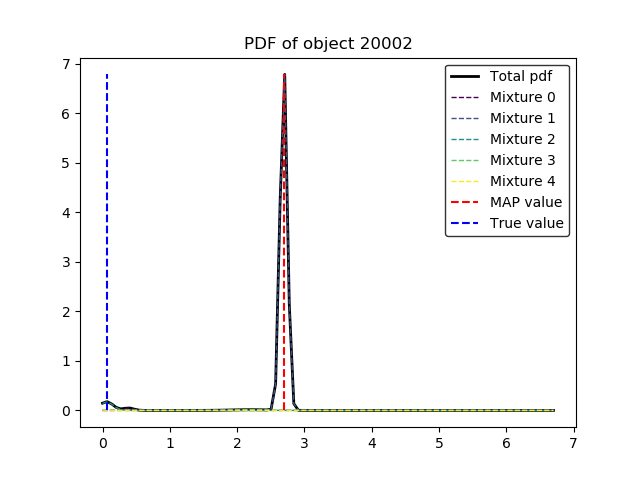 PDF of object 20002
7
6
5
4
3
2
1
0
0 1 2 3 4 5 6 7
Total pdf
Mixture 0
Mixture 1
Mixture 2
Mixture 3
Mixture 4
MAP value
True value